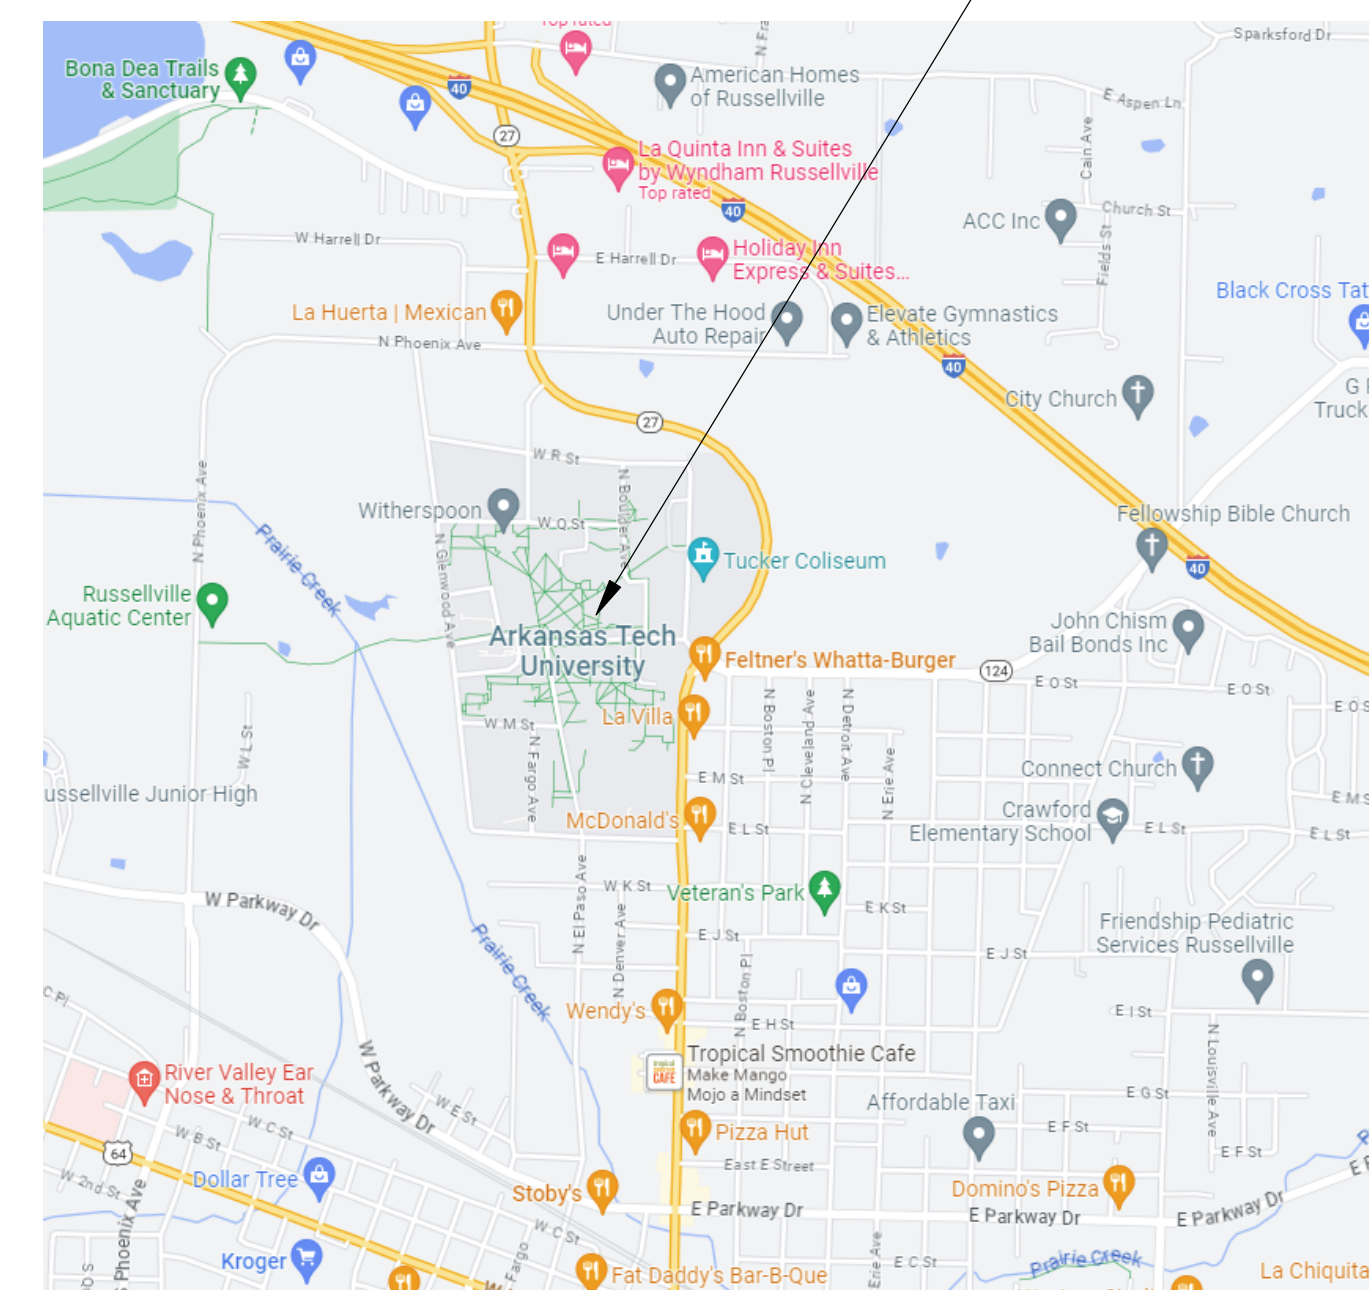 Top rated
N Fra
Sparksford Dr
Bona Dea Trails
& Sanctuary
40
American Homes
of Russellville
E Aspen Ln
27
Cain Ave
La Quinta Inn & Suites
by Wyndham Russellville
Top rated
40
ACC Inc
Church St
W Harrell Dr
E Harrell Dr
Holiday Inn
Express & Suites...
Fields St
La Huerta | Mexican
Under The Hood
Auto Repair
Elevate Gymnastics
& Athletics
Black Cross Tat
N Phoenix Ave
40
City Church
G
Truck
27
W R St
N Phoenix Ave
N Boulder Ave
Witherspoon
W Q St
Fellowship Bible Church
Prairie Creek
N Glenwood Ave
Tucker Coliseum
40
Russellville
Aquatic Center
John Chism
Bail Bonds Inc
Arkansas Tech
University
Feltner's Whatta-Burger
124
E O St
E O St
E O S
La Villa
W M St
N Boston Pl
N Cleveland Ave
N Detroit Ave
W L St
N Fargo Ave
E M St
N Erie Ave
Connect Church
ussellville Junior High
E M S
McDonald's
E L St
Crawford
Elementary School
E L St
E L St
W Parkway Dr
N El Paso Ave
W K St
Veteran's Park
E K St
N Denver Ave
Friendship Pediatric
Services Russellville
Prairie Creek
E J St
E J St
N Boston Pl
C Pl
Wendy's
E H St
E I St
W Parkway Dr
N Louisville Ave
Tropical Smoothie Cafe
Make Mango
Mojo a Mindset
tropical
CAFE
River Valley Ear
Nose & Throat
W E St
E G St
Affordable Taxi
64
W B St
W C St
Pizza Hut
E F St
E F St
East E Street
W 2nd St
Dollar Tree
Stoby's
Domino's Pizza
E Parkway Dr
E Parkway Dr
E Parkway Dr
S Phoenix Ave
W C St
Kroger
Fargo
Fat Daddy's Bar-B-Que
Erie Ave
E C St
Prairie Creek
La Chiquita